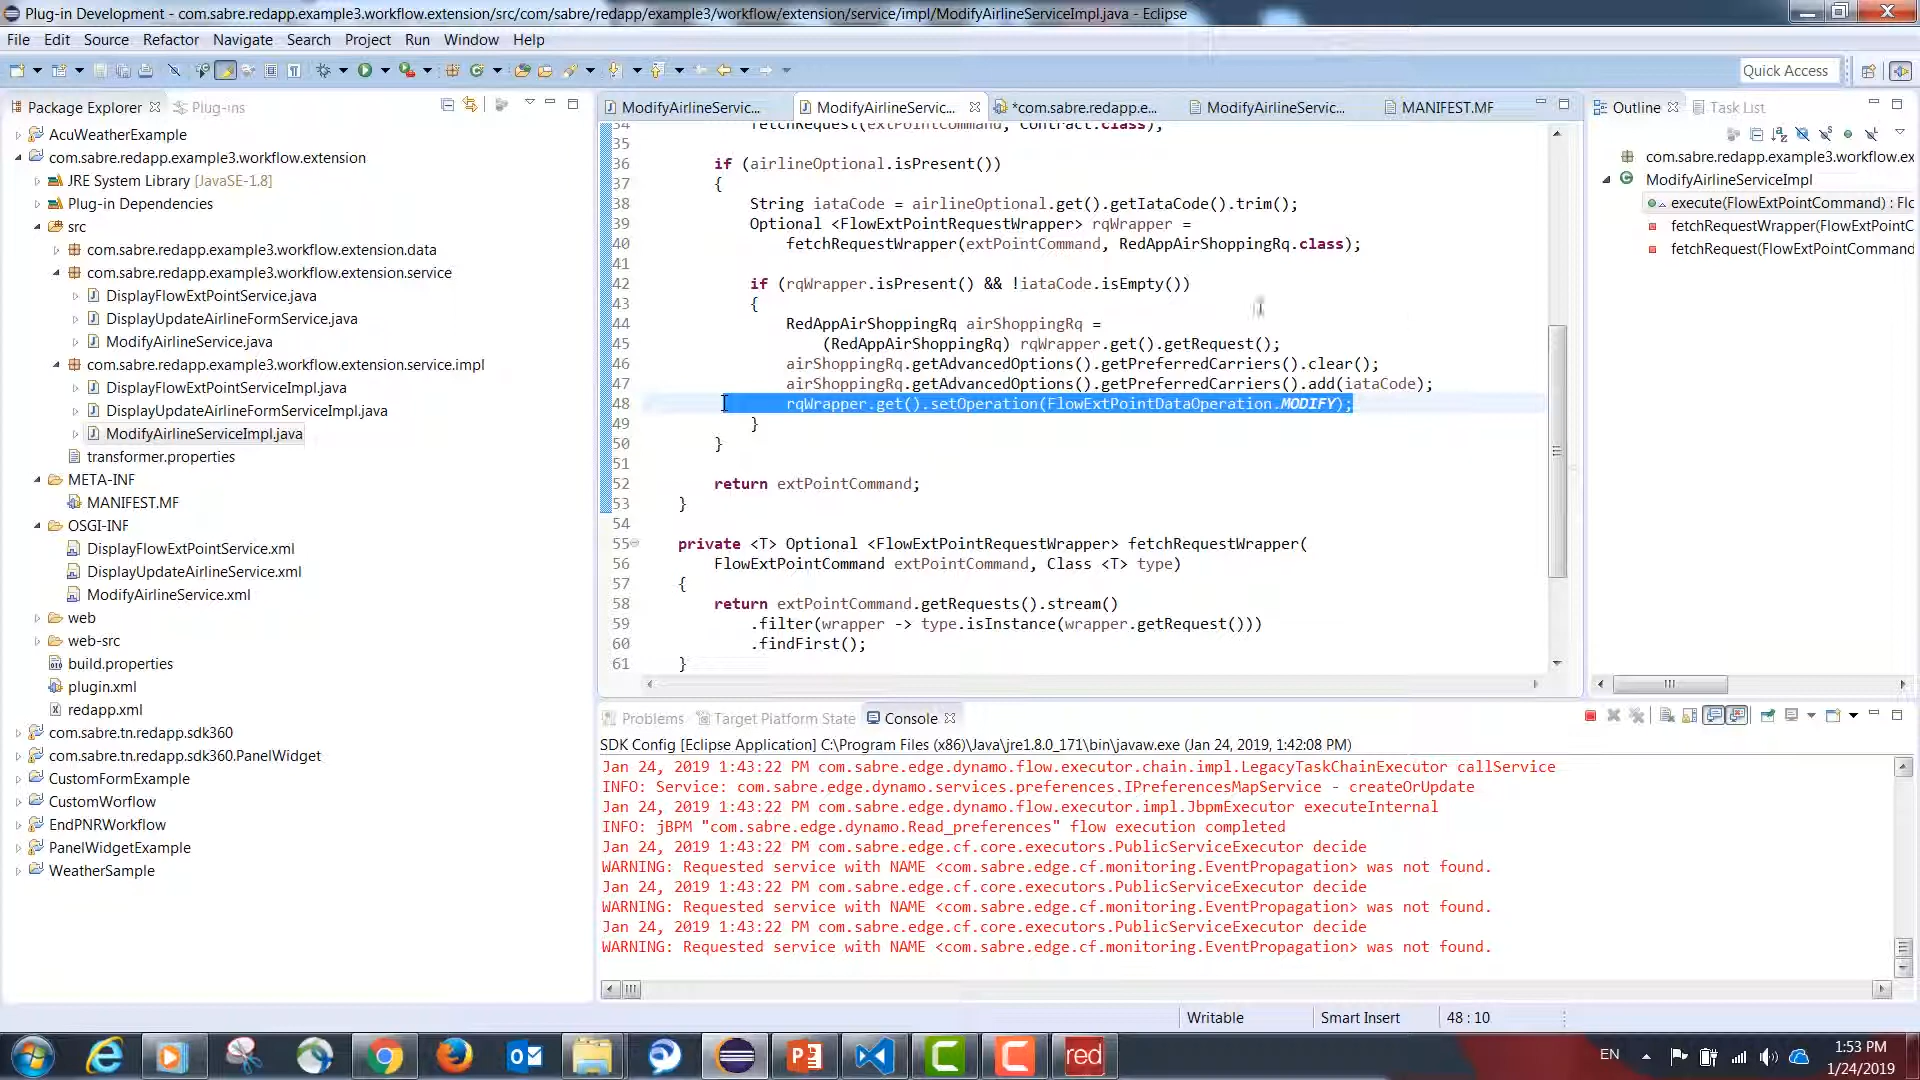 Plug-in Development - com.sabre.redapp.example3.workflow.extension/src/com/sabre/redapp/example3/workflow/extension/service/impl/ModifyAirlineServiceImpl.java - Eclipse
File Edit Source Refactor Navigate Search Project Run Window Help
Quick Access
Package Explorer Plug-ins
AcuWeatherExample
com.sabre.redapp.example3.workflow.extension
JRE System Library [JavaSE-1.8]
Plug-in Dependencies
src
com.sabre.redapp.example3.workflow.extension.data
com.sabre.redapp.example3.workflow.extension.service
DisplayFlowExtPointService.java
DisplayUpdateAirlineFormService.java
ModifyAirlineService.java
com.sabre.redapp.example3.workflow.extension.service.impl
DisplayFlowExtPointServiceImpl.java
DisplayUpdateAirlineFormServiceImpl.java
ModifyAirlineServiceImpl.java
transformer.properties
META-INF
MANIFEST.MF
OSGI-INF
DisplayFlowExtPointService.xml
DisplayUpdateAirlineService.xml
ModifyAirlineService.xml
web
web-src
build.properties
plugin.xml
redapp.xml
com.sabre.tn.redapp.sdk360
com.sabre.tn.redapp.sdk360.PanelWidget
CustomFormExample
CustomWorflow
EndPNRWorkflow
PanelWidgetExample
WeatherSample
ModifyAirlineServic... ModifyAirlineServic... *com.sabre.redapp.e... ModifyAirlineServic... MANIFEST.MF
34 fetchRequest(extPointCommand, Contract.class);
35
36 if (airlineOptional.isPresent())
37 {
38 String iataCode = airlineOptional.get().getIataCode().trim();
39 Optional <FlowExtPointRequestWrapper> rqWrapper =
40 fetchRequestWrapper(extPointCommand, RedAppAirShoppingRq.class);
41
42 if (rqWrapper.isPresent() && !iataCode.isEmpty())
43 {
44 RedAppAirShoppingRq airShoppingRq =
45 (RedAppAirShoppingRq) rqWrapper.get().getRequest();
46 airShoppingRq.getAdvancedOptions().getPreferredCarriers().clear();
47 airShoppingRq.getAdvancedOptions().getPreferredCarriers().add(iataCode);
48 rqWrapper.get().setOperation(FlowExtPointDataOperation.MODIFY);
49 }
50 }
51
52 return extPointCommand;
53 }
54
55 private <T> Optional <FlowExtPointRequestWrapper> fetchRequestWrapper(
56 FlowExtPointCommand extPointCommand, Class <T> type)
57 {
58 return extPointCommand.getRequests().stream()
59 .filter(wrapper -> type.isInstance(wrapper.getRequest()))
60 .findFirst();
61 }
Outline Task List
com.sabre.redapp.example3.workflow.ex
ModifyAirlineServiceImpl
execute(FlowExtPointCommand) : Flo
fetchRequestWrapper(FlowExtPointC
fetchRequest(FlowExtPointCommand
Problems Target Platform State Console
SDK Config [Eclipse Application] C:\Program Files (x86)\Java\jre1.8.0_171\bin\javaw.exe (Jan 24, 2019, 1:42:08 PM)
Jan 24, 2019 1:43:22 PM com.sabre.edge.dynamo.flow.executor.chain.impl.LegacyTaskChainExecutor callService
INFO: Service: com.sabre.edge.dynamo.services.preferences.IPreferencesMapService - createOrUpdate
Jan 24, 2019 1:43:22 PM com.sabre.edge.dynamo.flow.executor.impl.JbpmExecutor executeInternal
INFO: jBPM "com.sabre.edge.dynamo.Read_preferences" flow execution completed
Jan 24, 2019 1:43:22 PM com.sabre.edge.cf.core.executors.PublicServiceExecutor decide
WARNING: Requested service with NAME <com.sabre.edge.cf.monitoring.EventPropagation> was not found.
Jan 24, 2019 1:43:22 PM com.sabre.edge.cf.core.executors.PublicServiceExecutor decide
WARNING: Requested service with NAME <com.sabre.edge.cf.monitoring.EventPropagation> was not found.
Jan 24, 2019 1:43:22 PM com.sabre.edge.cf.core.executors.PublicServiceExecutor decide
WARNING: Requested service with NAME <com.sabre.edge.cf.monitoring.EventPropagation> was not found.
Writable Smart Insert 48 : 10
red
EN
1:53 PM
1/24/2019